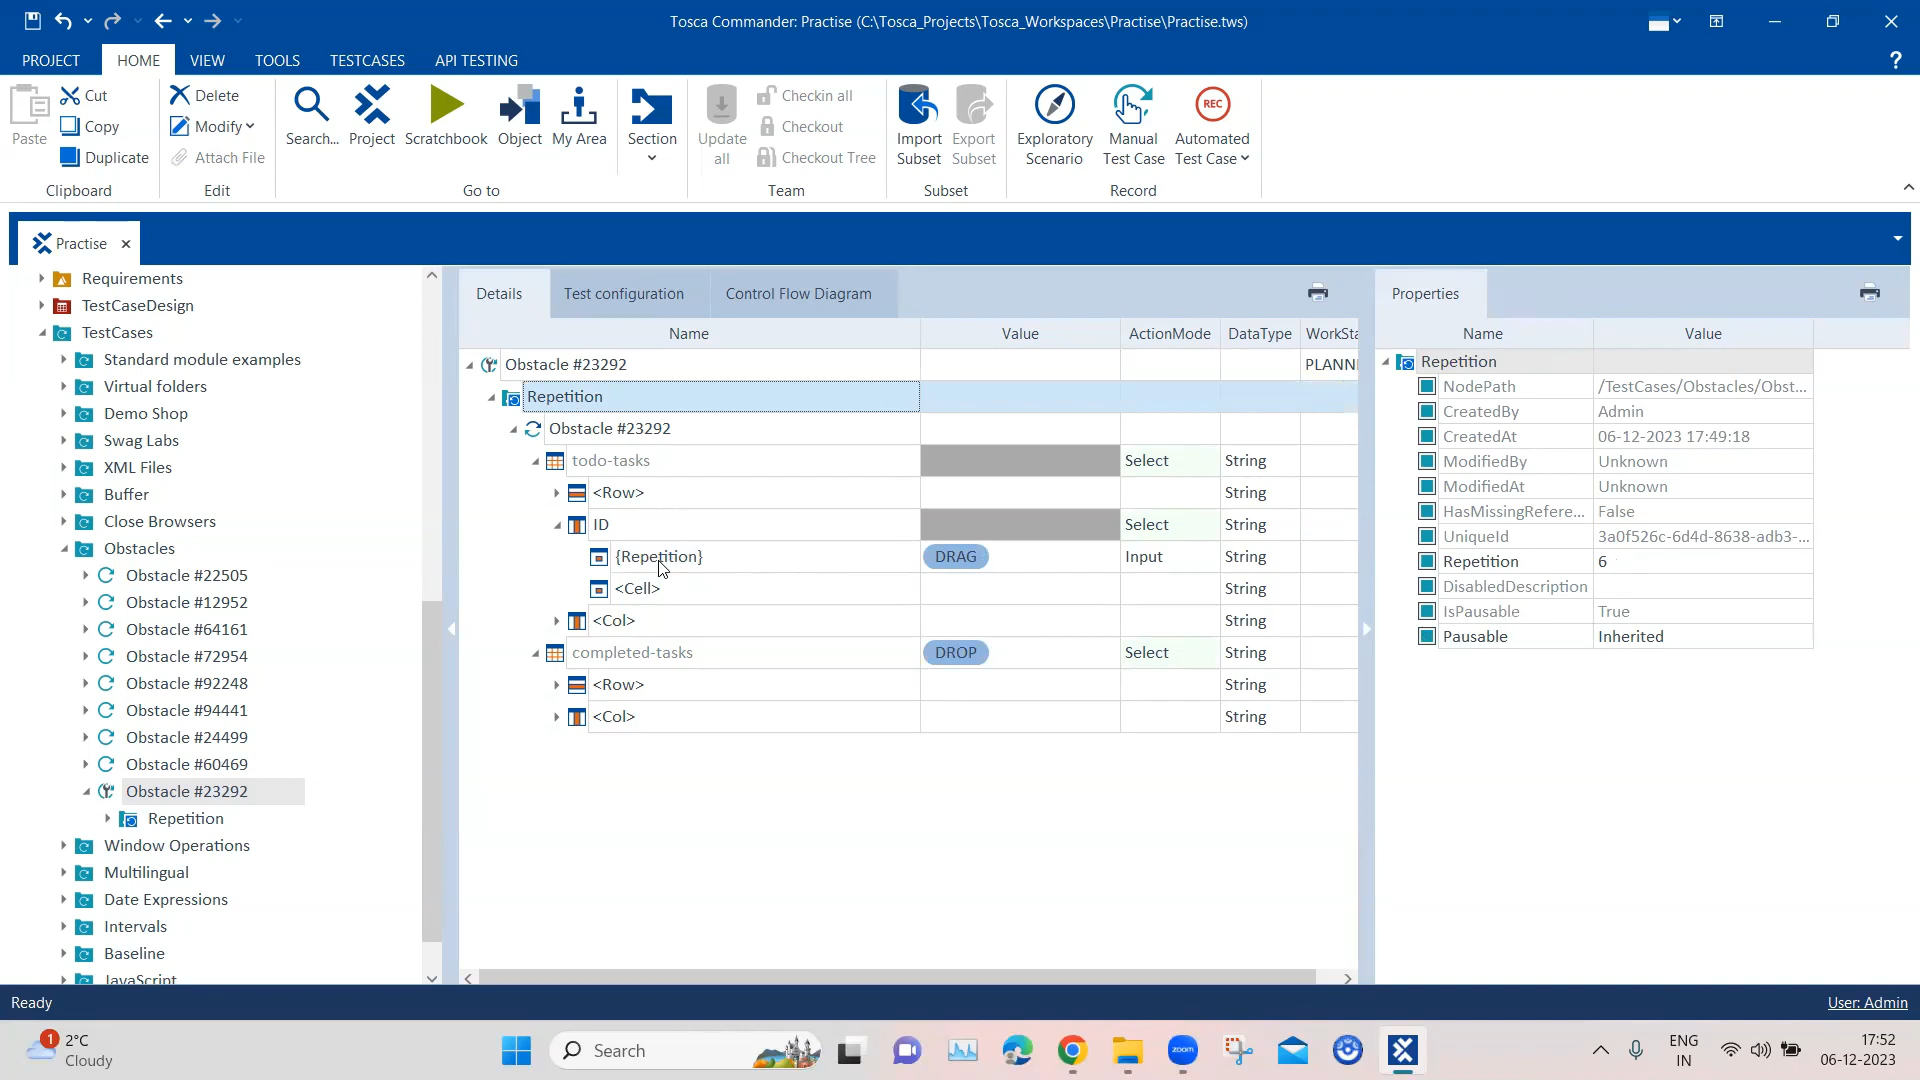 Tosca Commander: Practise (C:\Tosca_Projects\Tosca_Workspaces\Practise\Practise.tws)
PROJECT HOME VIEW TOOLS TESTCASES API TESTING ?
Paste
Cut
Copy
Duplicate
Clipboard
Delete
Modify
Attach File
Edit
Search...
Project
Scratchbook
Object
My Area
Go to
Section
Update
all
Checkin all
Checkout
Checkout Tree
Team
Import
Subset
Export
Subset
Subset
Exploratory
Scenario
Manual
Test Case
REC
Automated
Test Case
Record
Practise
Requirements
TestCaseDesign
TestCases
Standard module examples
Virtual folders
Demo Shop
Swag Labs
XML Files
Buffer
Close Browsers
Obstacles
Obstacle #22505
Obstacle #12952
Obstacle #64161
Obstacle #72954
Obstacle #92248
Obstacle #94441
Obstacle #24499
Obstacle #60469
Obstacle #23292
Repetition
Window Operations
Multilingual
Date Expressions
Intervals
Baseline
JavaScript
Details Test configuration Control Flow Diagram
Name Value ActionMode DataType WorkSta
Obstacle #23292 PLANNI
Repetition
Obstacle #23292
todo-tasks Select String
<Row> String
ID Select String
{Repetition} DRAG Input String
<Cell> String
<Col> String
completed-tasks DROP Select String
<Row> String
<Col> String
Properties
Name Value
Repetition
NodePath /TestCases/Obstacles/Obst...
CreatedBy Admin
CreatedAt 06-12-2023 17:49:18
ModifiedBy Unknown
ModifiedAt Unknown
HasMissingRefere... False
UniqueId 3a0f526c-6d4d-8638-adb3-...
Repetition 6
DisabledDescription
IsPausable True
Pausable Inherited
Ready User: Admin
1
2°C
Cloudy
Search
zoom
ENG
IN
17:52
06-12-2023